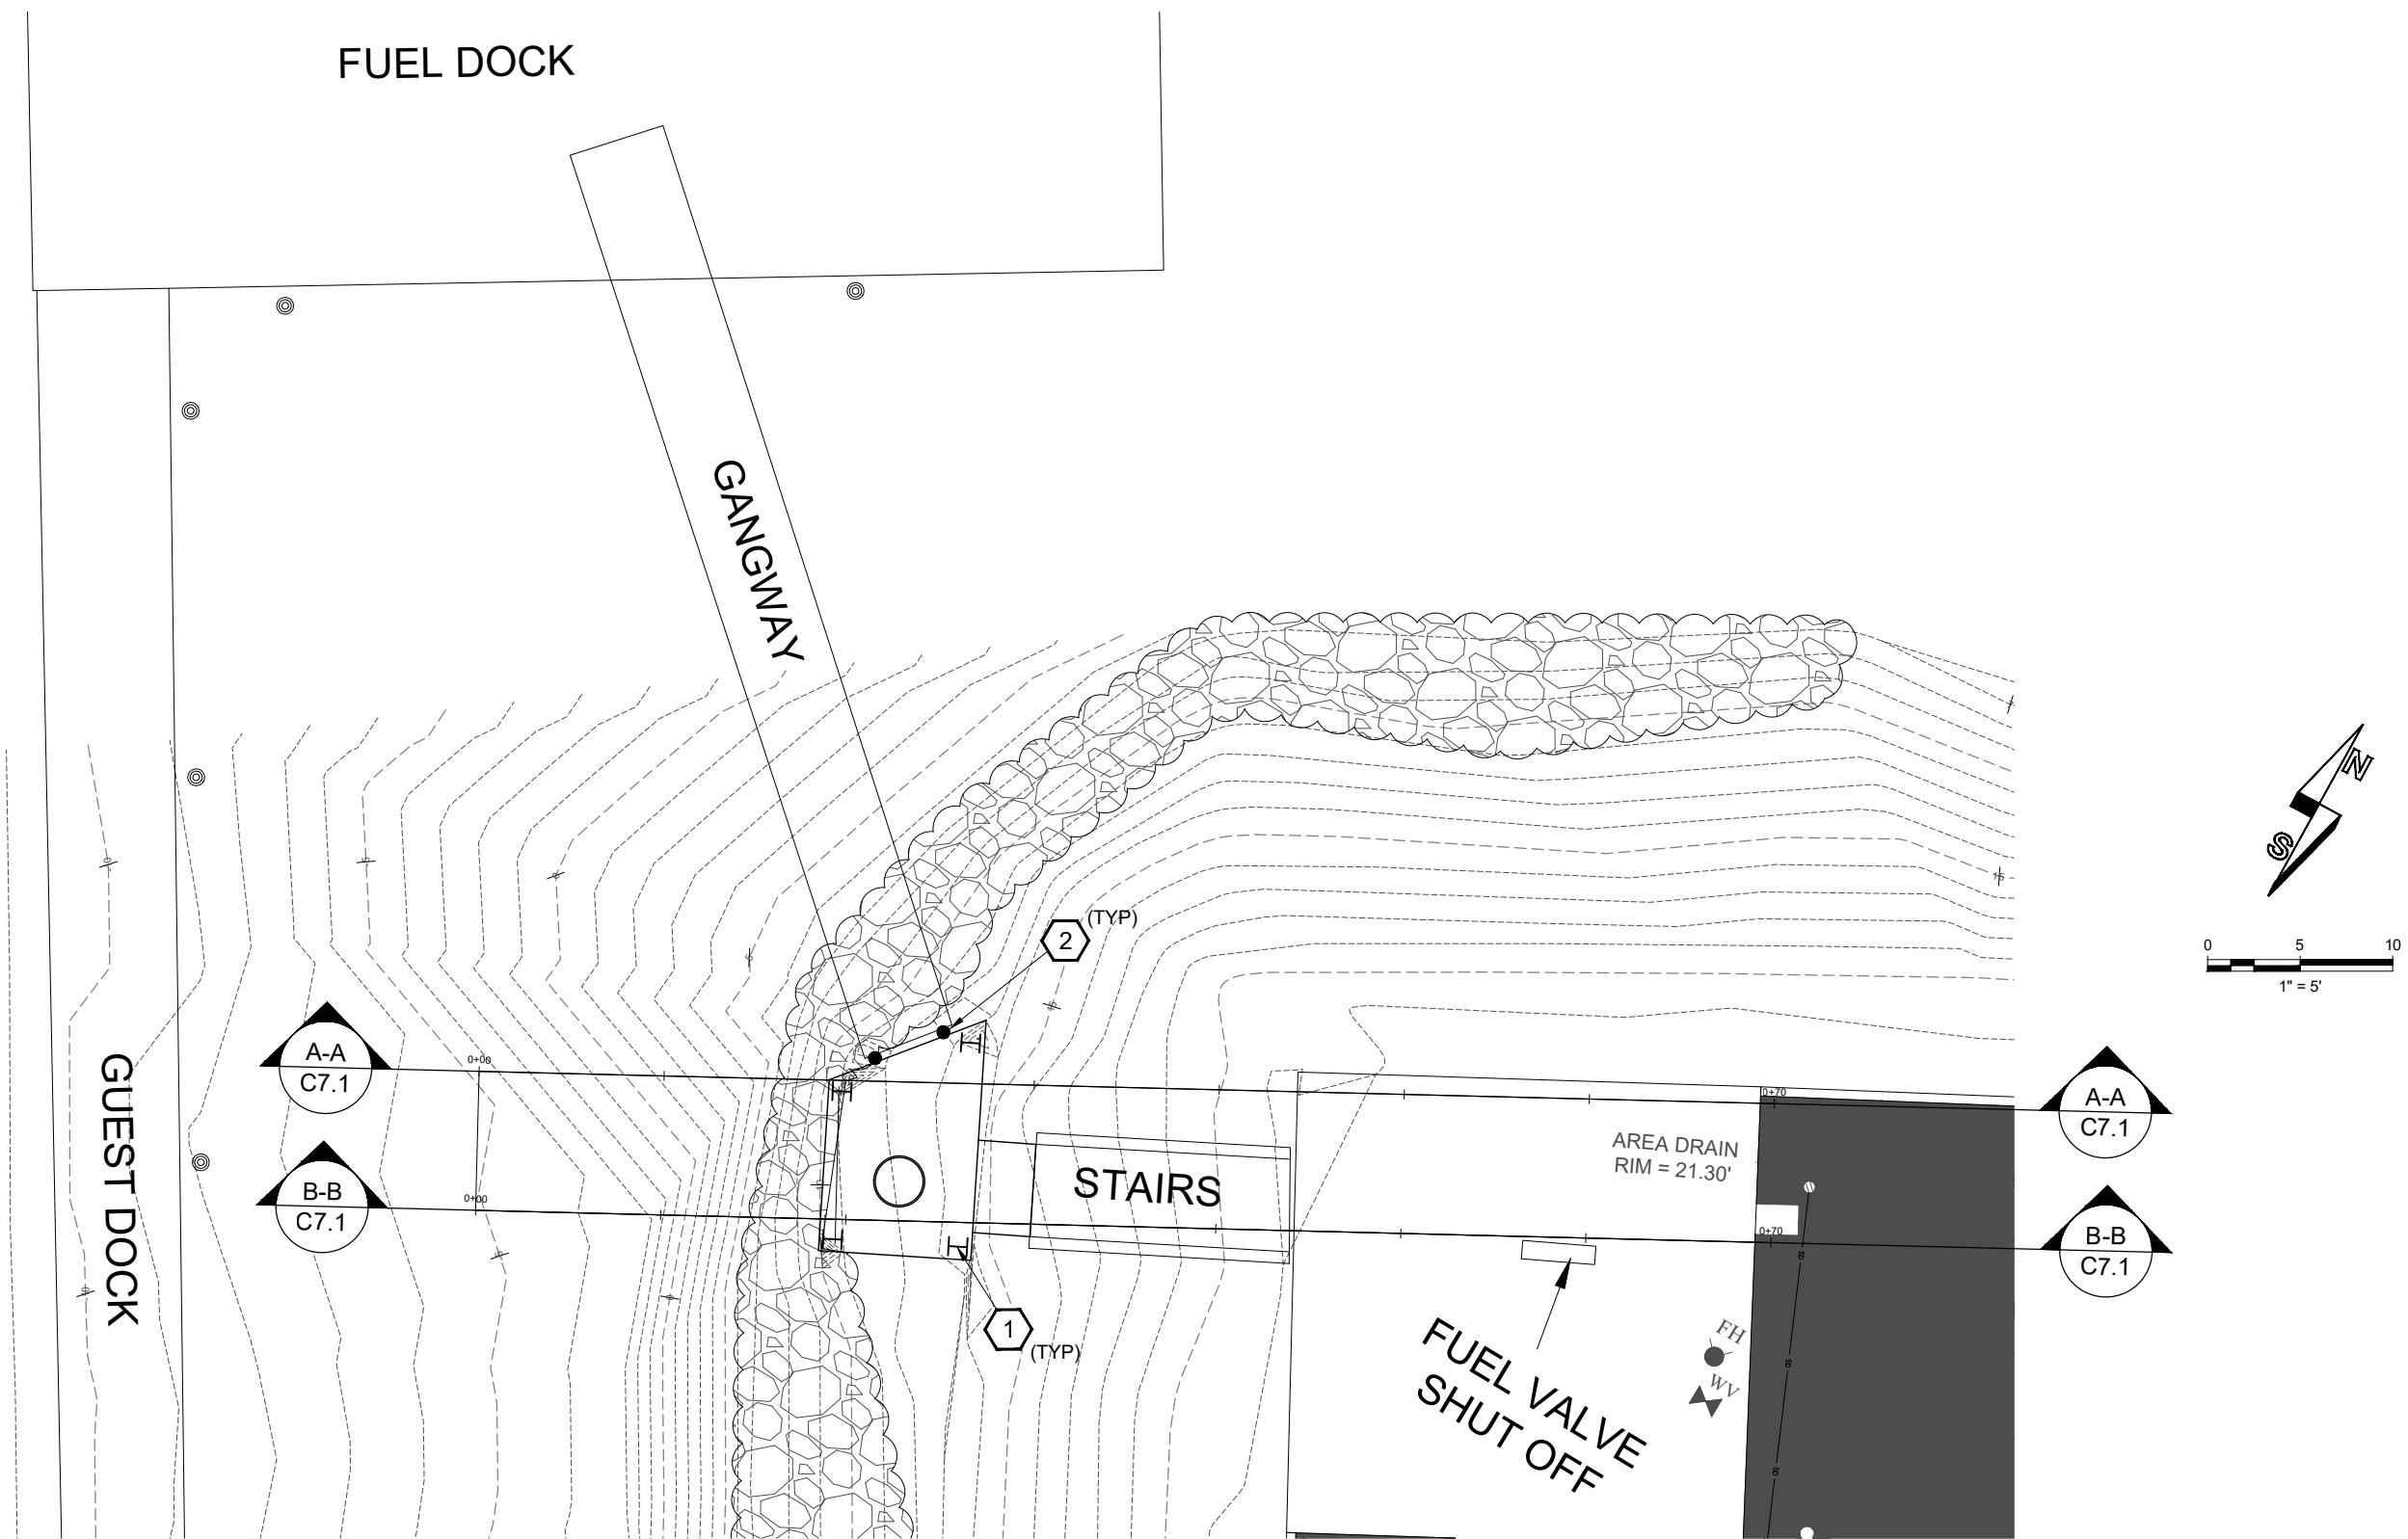 FUEL DOCK
GANGWAY
2
(TYP)
N
S
0 5 10
1" = 5'
15
A-A
C7.1
0+00
0+70
A-A
C7.1
AREA DRAIN
RIM = 21.30'
STAIRS
B-B
C7.1
0+00
0+70
B-B
C7.1
GUEST DOCK
1
(TYP)
FUEL VALVE
SHUT OFF
FH
WV